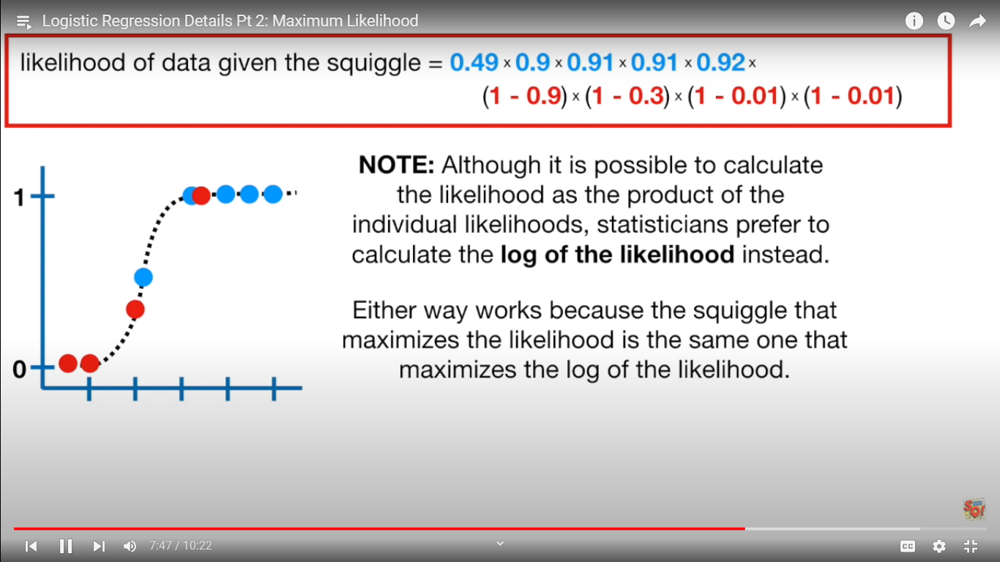 Logistic Regression Details Pt 2: Maximum Likelihood
likelihood of data given the squiggle = 0.49 x 0.9 x 0.91 x 0.91 x 0.92 x
(1 - 0.9) x (1 - 0.3) x (1 - 0.01) x (1 - 0.01)
NOTE: Although it is possible to calculate
the likelihood as the product of the
individual likelihoods, statisticians prefer to
calculate the log of the likelihood instead.
Either way works because the squiggle that
maximizes the likelihood is the same one that
maximizes the log of the likelihood.
1
0
SQ!
7:47 / 10:22
CC